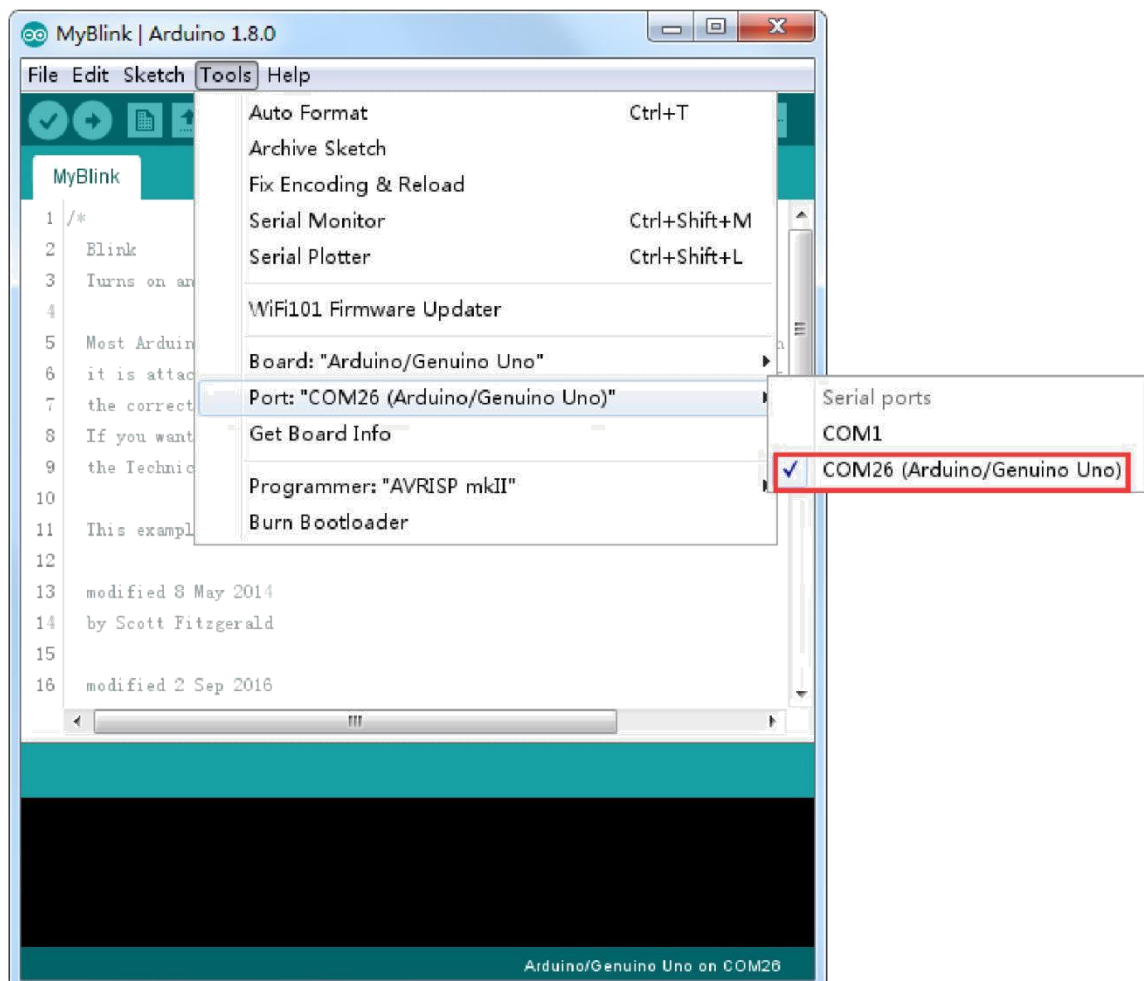 MyBlink | Arduino 1.8.0
File Edit Sketch Tools Help
MyBlink
Auto Format Ctrl+T
Archive Sketch
Fix Encoding & Reload
Serial Monitor Ctrl+Shift+M
Serial Plotter Ctrl+Shift+L
WiFi101 Firmware Updater
Board: "Arduino/Genuino Uno"
Port: "COM26 (Arduino/Genuino Uno)"
Get Board Info
Programmer: "AVRISP mkII"
Burn Bootloader
Serial ports
COM1
COM26 (Arduino/Genuino Uno)
1 /*
2 Blink
3 Turns on an
4
5 Most Arduin
6 it is attac
7 the correct
8 If you want
9 the Technic
10
11 This exampl
12
13 modified 8 May 2014
14 by Scott Fitzgerald
15
16 modified 2 Sep 2016
Arduino/Genuino Uno on COM26